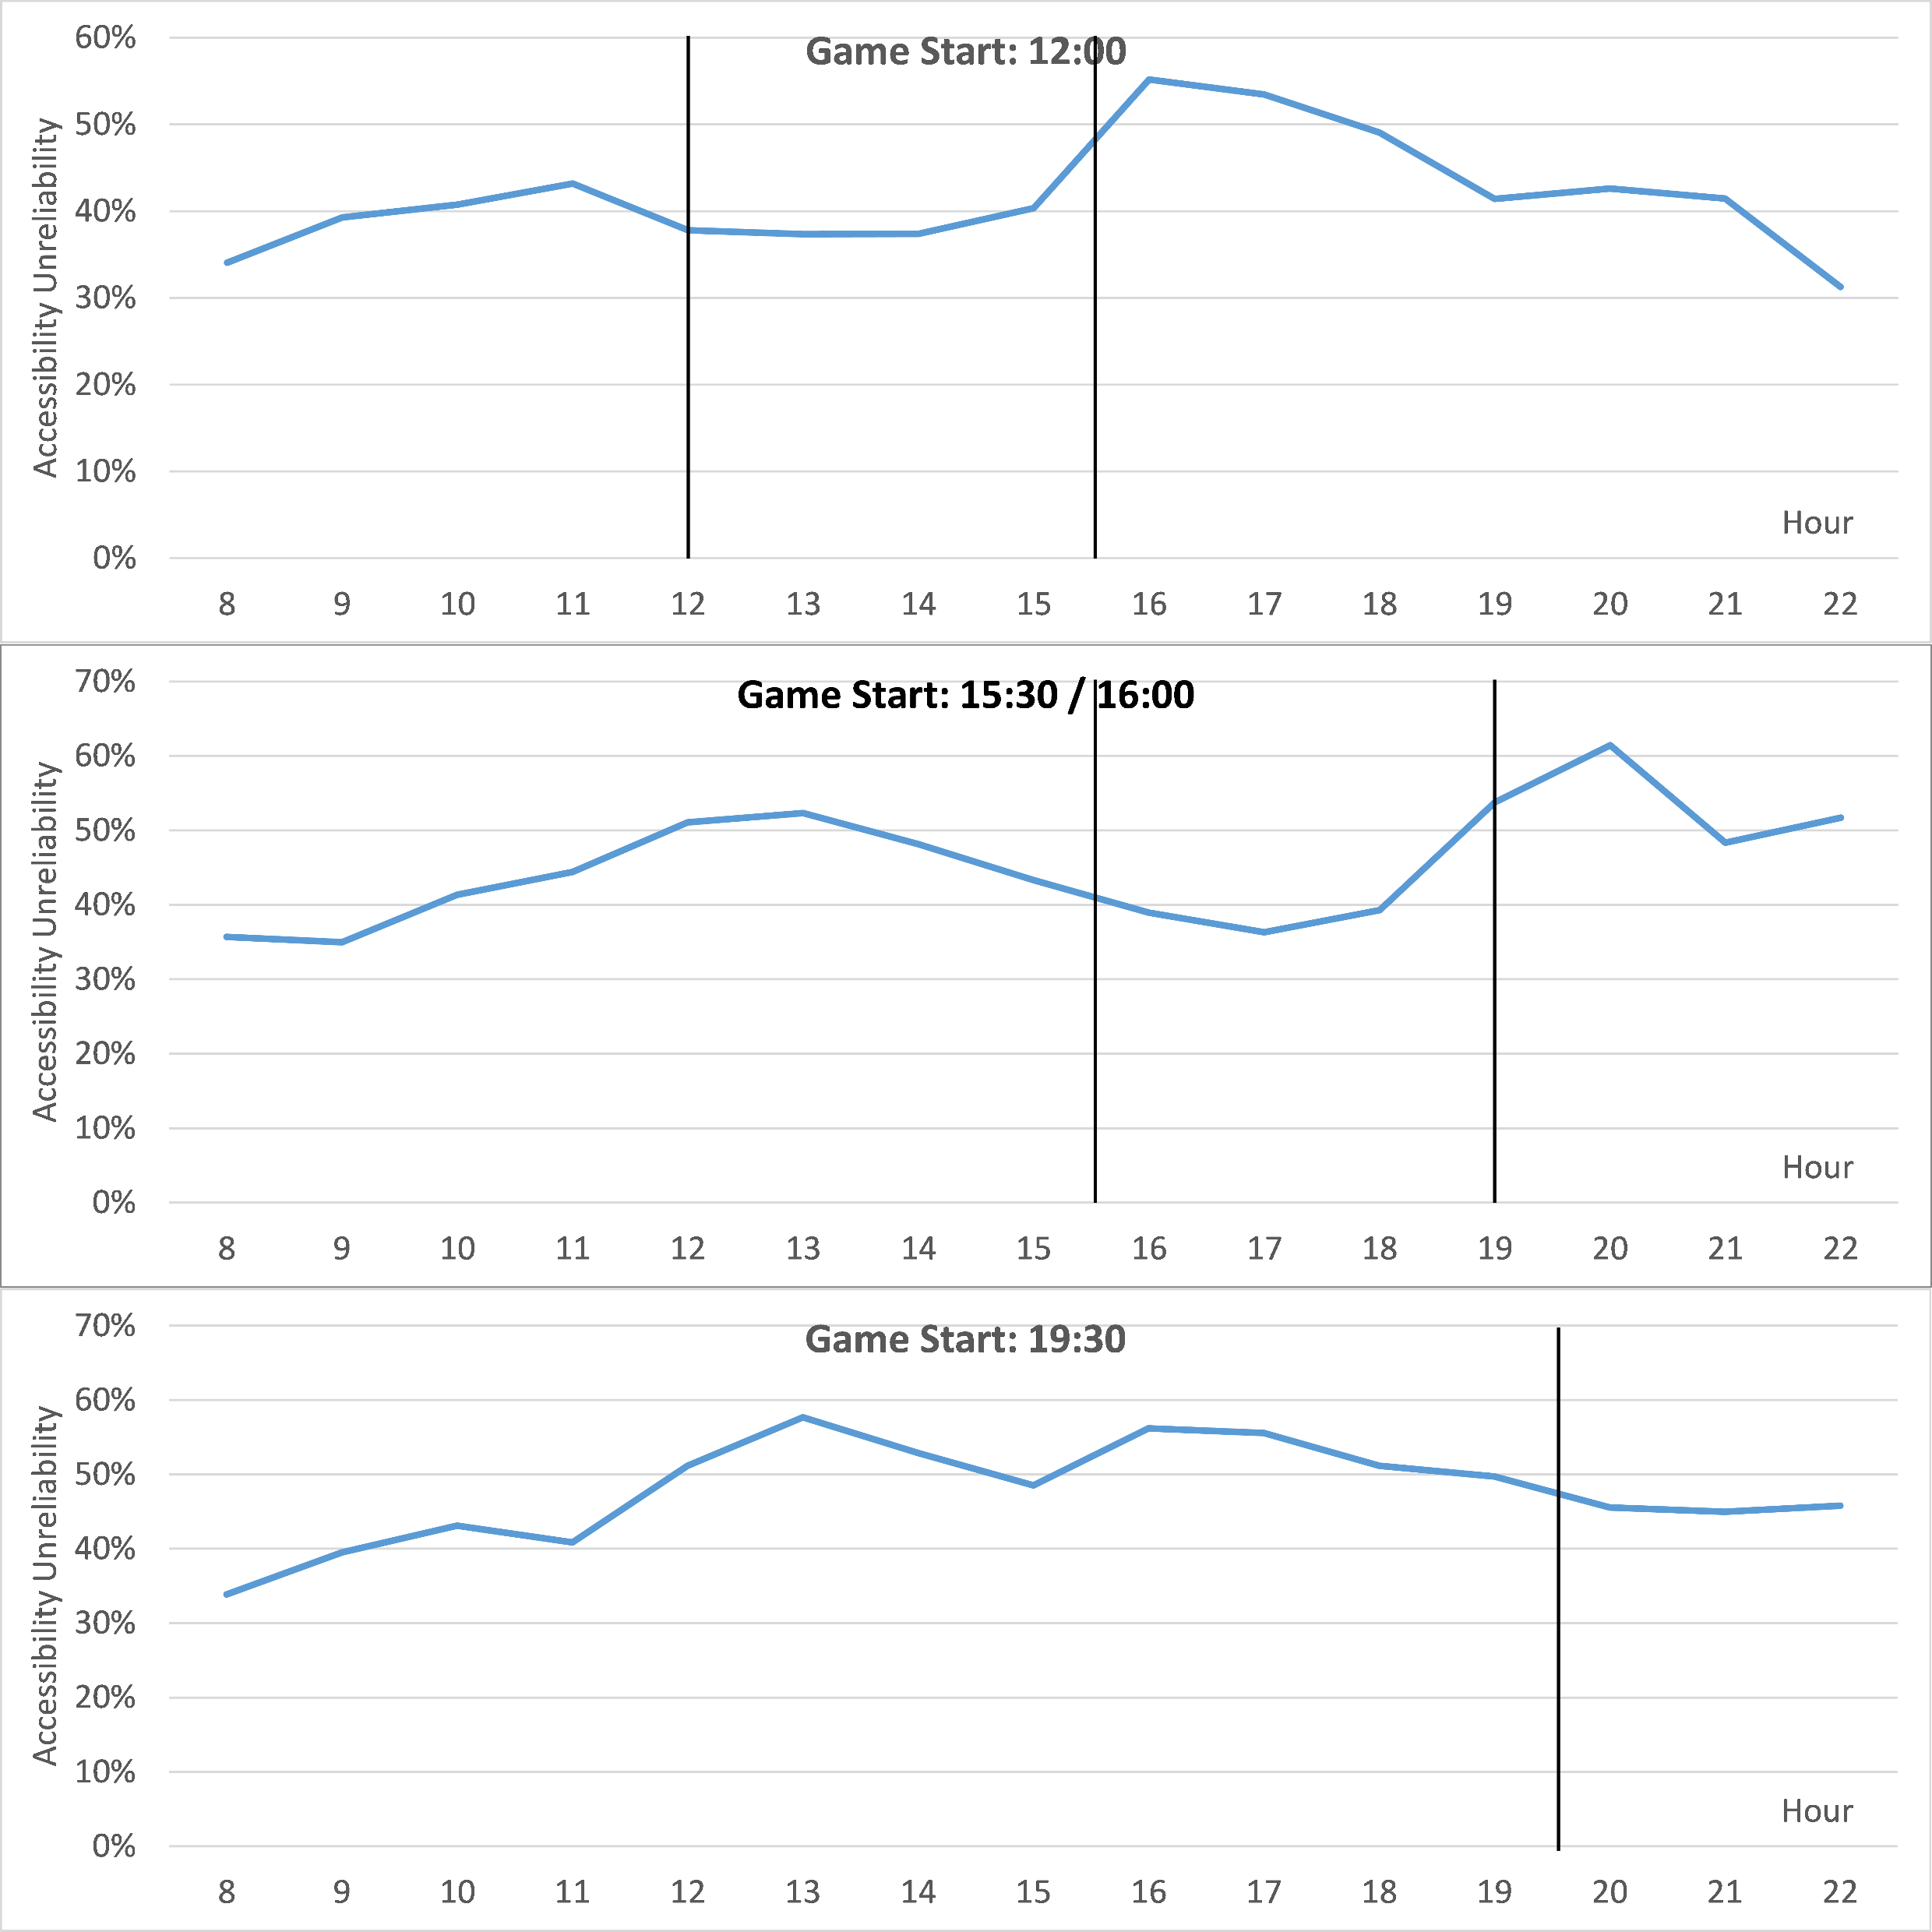 Game Start: 12:00
Accessibility Unreliability
60%
50%
40%
30%
20%
10%
0%
Hour
8 9 10 11 12 13 14 15 16 17 18 19 20 21 22
Game Start: 15:30 / 16:00
Accessibility Unreliability
70%
60%
50%
40%
30%
20%
10%
0%
Hour
8 9 10 11 12 13 14 15 16 17 18 19 20 21 22
Game Start: 19:30
Accessibility Unreliability
70%
60%
50%
40%
30%
20%
10%
0%
Hour
8 9 10 11 12 13 14 15 16 17 18 19 20 21 22